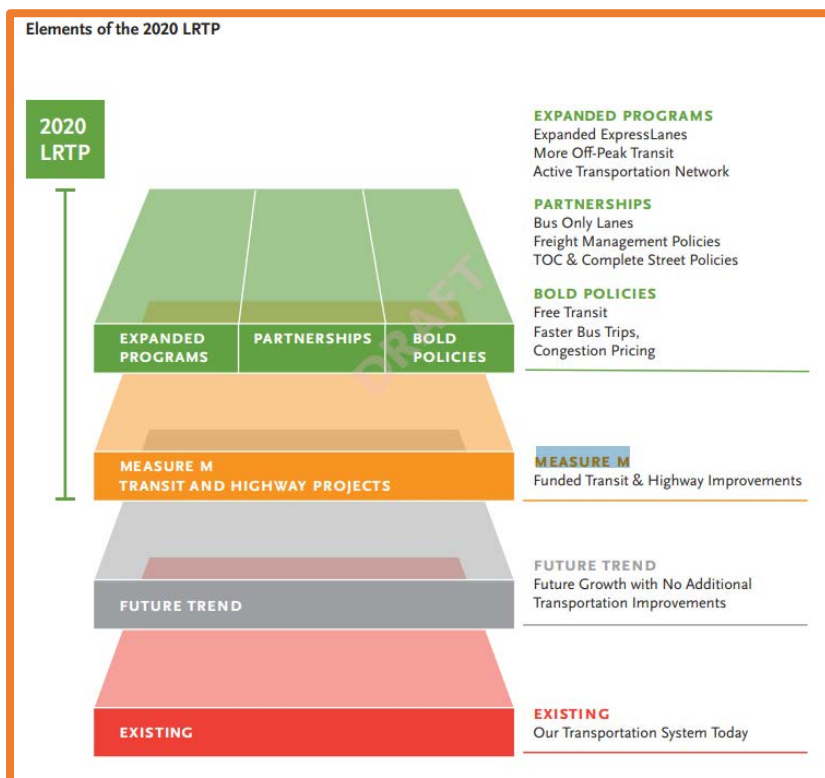 Elements of the 2020 LRTP
2020
LRTP
EXPANDED PROGRAMS
Expanded ExpressLanes
More Off-Peak Transit
Active Transportation Network
PARTNERSHIPS
Bus Only Lanes
Freight Management Policies
TOC & Complete Street Policies
BOLD POLICIES
Free Transit
Faster Bus Trips,
Congestion Pricing
DRAFT
EXPANDED
PROGRAMS
PARTNERSHIPS
BOLD
POLICIES
MEASURE M
TRANSIT AND HIGHWAY PROJECTS
MEASURE M
Funded Transit & Highway Improvements
FUTURE TREND
FUTURE TREND
Future Growth with No Additional
Transportation Improvements
EXISTING
EXISTING
Our Transportation System Today